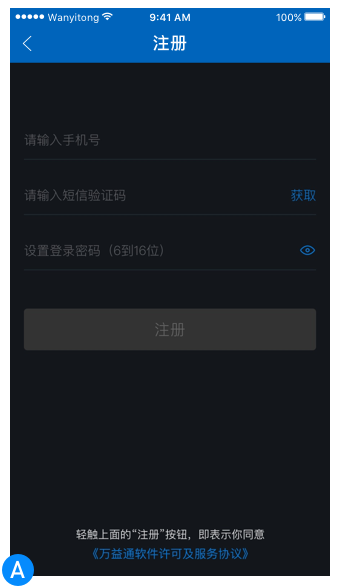 ●●●●● Wanyitong 9:41 AM 100%
注册
请输入手机号
请输入短信验证码 获取
设置登录密码（6到16位）
注册
轻触上面的“注册”按钮，即表示你同意
《万益通软件许可及服务协议》
A